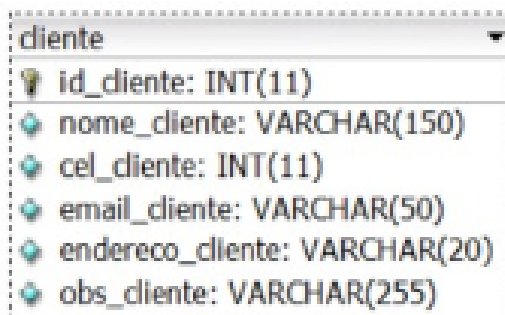 cliente
id_cliente: INT(11)
nome_cliente: VARCHAR(150)
cel_cliente: INT(11)
email_cliente: VARCHAR(50)
endereco_cliente: VARCHAR(20)
obs_cliente: VARCHAR(255)